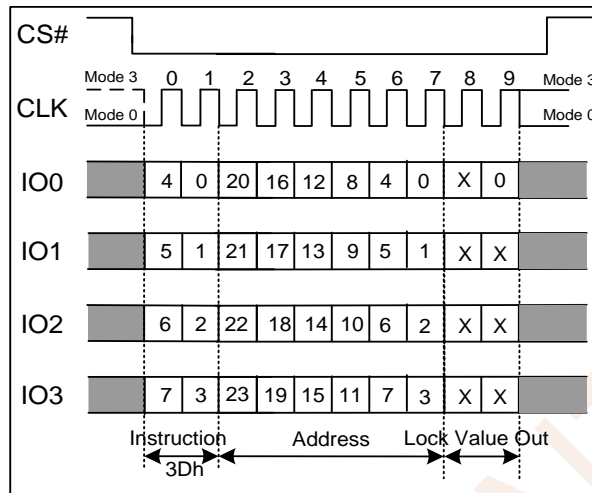 CS#
Mode 3 0 1 2 3 4 5 6 7 8 9 Mode 3
CLK Mode 0 Mode 0
IO0 4 0 20 16 12 8 4 0 X 0
IO1 5 1 21 17 13 9 5 1 X X
IO2 6 2 22 18 14 10 6 2 X X
IO3 7 3 23 19 15 11 7 3 X X
Instruction Address Lock Value Out
3Dh